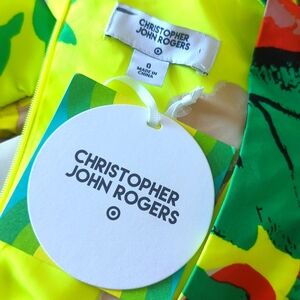 CHRISTOPHER
JOHN ROGERS
0
MADE IN
CHINA
CHRISTOPHER
JOHN ROGERS